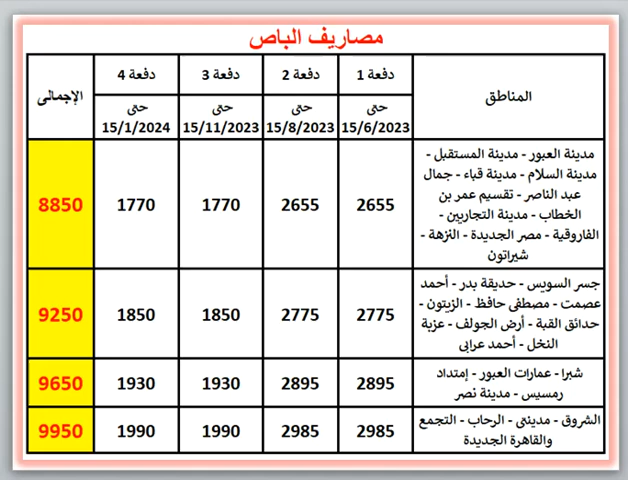 مصاريف الباص
المناطق دفعة 1 دفعة 2 دفعة 3 دفعة 4 الإجمالى
حتى 15/6/2023 حتى 15/8/2023 حتى 15/11/2023 حتى 15/1/2024
مدينة العبور - مدينة المستقبل -
مدينة السلام - مدينة قباء - جمال
عبد الناصر - تقسيم عمر بن
الخطاب - مدينة التجاريين -
الفاروقية - مصر الجديدة - النزهة -
شيراتون
2655 2655 1770 1770 8850
جسر السويس - حديقة بدر - أحمد
عصمت - مصطفى حافظ - الزيتون -
حدائق القبة - أرض الجولف - عزبة
النخل - أحمد عرابى
2775 2775 1850 1850 9250
شبرا - عمارات العبور - إمتداد
رمسيس - مدينة نصر
2895 2895 1930 1930 9650
الشروق - مدينتى - الرحاب - التجمع
والقاهرة الجديدة
2985 2985 1990 1990 9950